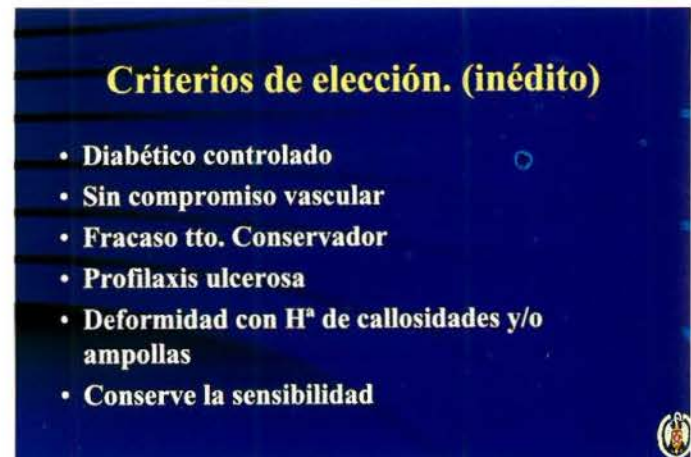 Criterios de elección. (inédito)
• Diabético controlado
• Sin compromiso vascular
• Fracaso tto. Conservador
• Profilaxis ulcerosa
• Deformidad con Hª de callosidades y/o
ampollas
• Conserve la sensibilidad